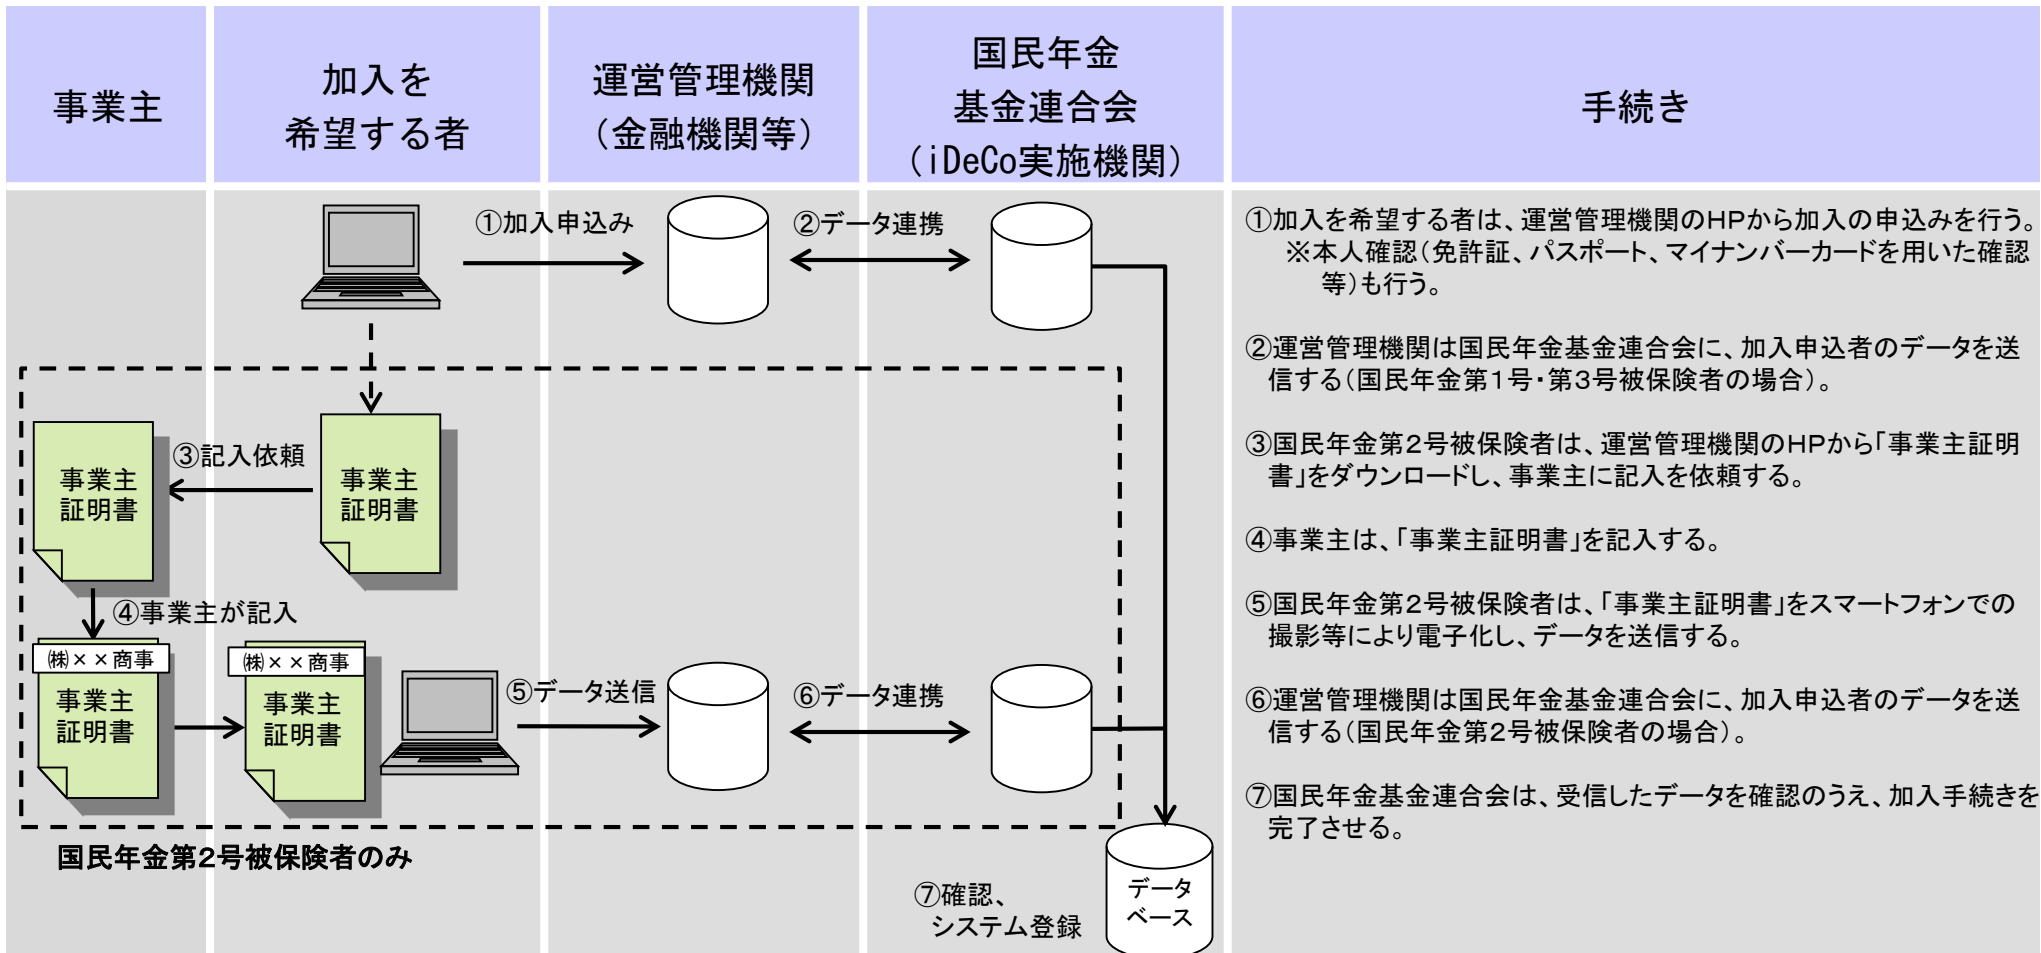 事業主
加入を
希望する者
運営管理機関
（金融機関等）
国民年金
基金連合会
（iDeCo実施機関）
手続き
①加入申込み
②データ連携
事業主
証明書
③記入依頼
事業主
証明書
④事業主が記入
㈱××商事
事業主
証明書
㈱××商事
事業主
証明書
⑤データ送信
⑥データ連携
国民年金第2号被保険者のみ
⑦確認、
システム登録
データ
ベース
①加入を希望する者は、運営管理機関のHPから加入の申込みを行う。
※本人確認（免許証、パスポート、マイナンバーカードを用いた確認
等）も行う。
②運営管理機関は国民年金基金連合会に、加入申込者のデータを送
信する（国民年金第１号・第３号被保険者の場合）。
③国民年金第２号被保険者は、運営管理機関のHPから「事業主証明
書」をダウンロードし、事業主に記入を依頼する。
④事業主は、「事業主証明書」を記入する。
⑤国民年金第２号被保険者は、「事業主証明書」をスマートフォンでの
撮影等により電子化し、データを送信する。
⑥運営管理機関は国民年金基金連合会に、加入申込者のデータを送
信する（国民年金第２号被保険者の場合）。
⑦国民年金基金連合会は、受信したデータを確認のうえ、加入手続きを
完了させる。